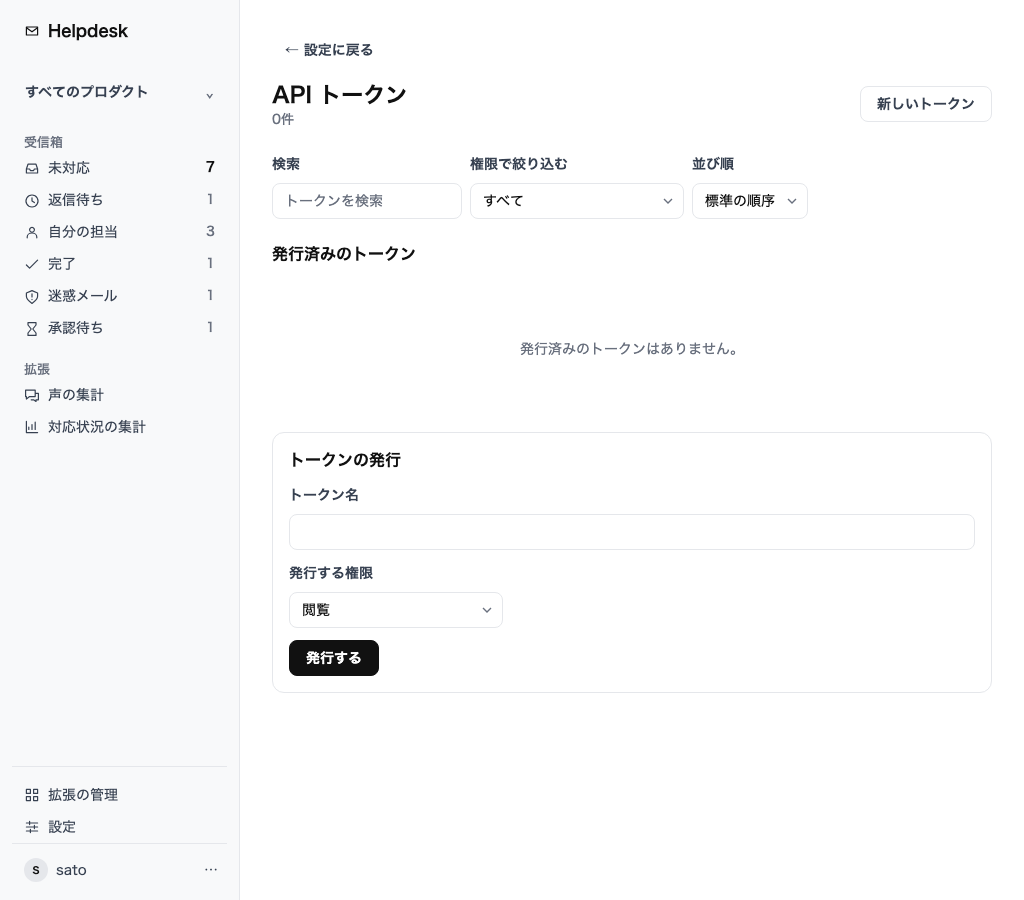 Helpdesk
すべてのプロダクト
受信箱
未対応 7
返信待ち 1
自分の担当 3
完了 1
迷惑メール 1
承認待ち 1
拡張
声の集計
対応状況の集計
拡張の管理
設定
S sato ...
← 設定に戻る
API トークン
0件
新しいトークン
検索
トークンを検索
権限で絞り込む
すべて
並び順
標準の順序
発行済みのトークン
発行済みのトークンはありません。
トークンの発行
トークン名
発行する権限
閲覧
発行する